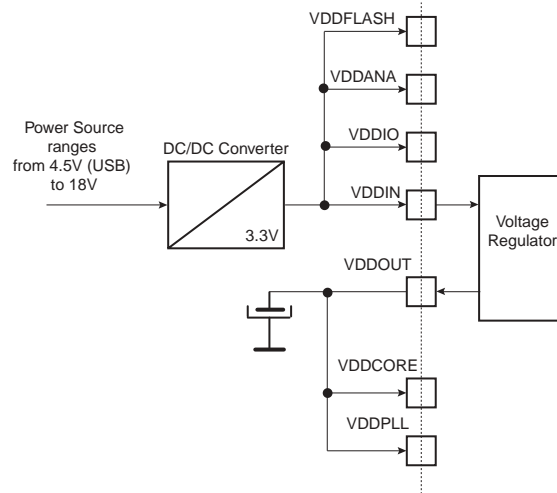 VDDFLASH
VDDANA
Power Source
ranges
from 4.5V (USB)
to 18V
DC/DC Converter
VDDIO
VDDIN
3.3V
Voltage
Regulator
VDDOUT
VDDCORE
VDDPLL